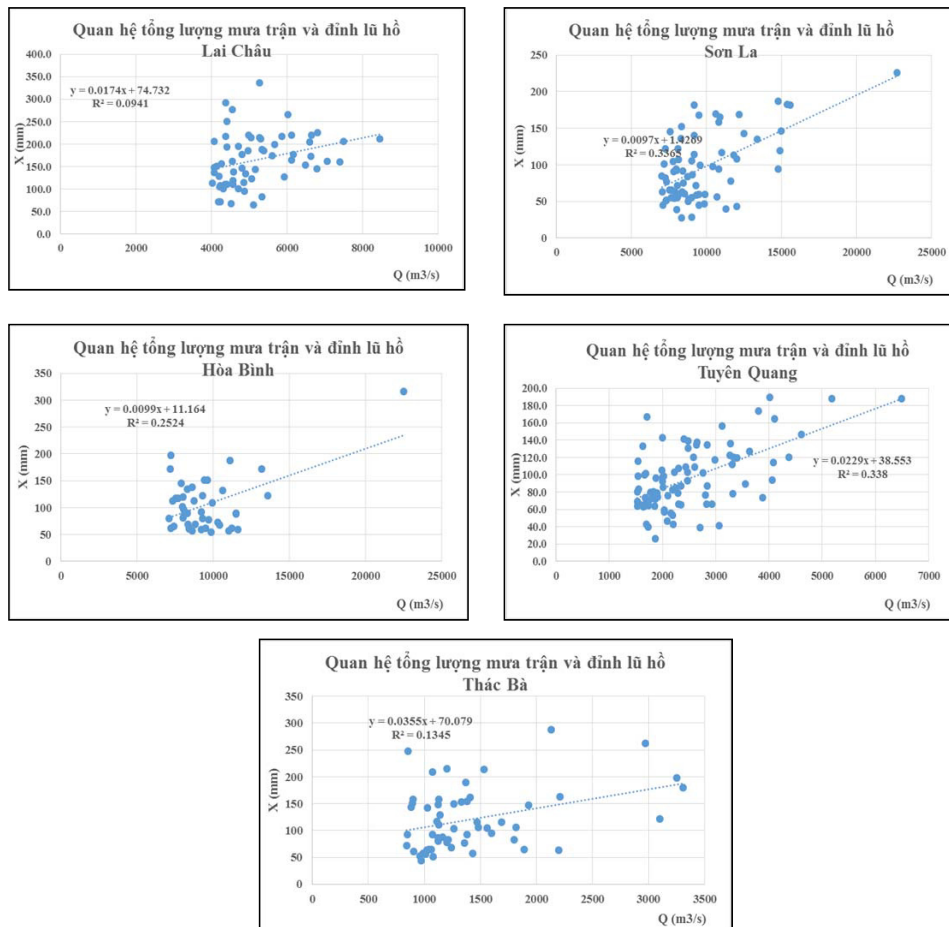 Quan hệ tổng lượng mưa trận và đỉnh lũ hồ
Lai Châu
X (mm)
400.0
350.0
300.0
250.0
200.0
150.0
100.0
50.0
0.0
y = 0.0174x + 74.732
R² = 0.0941
0
2000
4000
6000
8000
10000
Q (m3/s)
Quan hệ tổng lượng mưa trận và đỉnh lũ hồ
Sơn La
X (mm)
250
200
150
100
50
0
y = 0.0097x + 1.4269
R² = 0.3365
0
5000
10000
15000
20000
25000
Q (m3/s)
Quan hệ tổng lượng mưa trận và đỉnh lũ hồ
Hòa Bình
X (mm)
350
300
250
200
150
100
50
0
y = 0.0099x + 11.164
R² = 0.2524
0
5000
10000
15000
20000
25000
Q (m3/s)
Quan hệ tổng lượng mưa trận và đỉnh lũ hồ
Tuyên Quang
X (mm)
200.0
180.0
160.0
140.0
120.0
100.0
80.0
60.0
40.0
20.0
0.0
y = 0.0229x + 38.553
R² = 0.338
0
1000
2000
3000
4000
5000
6000
7000
Q (m3/s)
Quan hệ tổng lượng mưa trận và đỉnh lũ hồ
Thác Bà
X (mm)
350
300
250
200
150
100
50
0
y = 0.0355x + 70.079
R² = 0.1345
0
500
1000
1500
2000
2500
3000
3500
Q (m3/s)